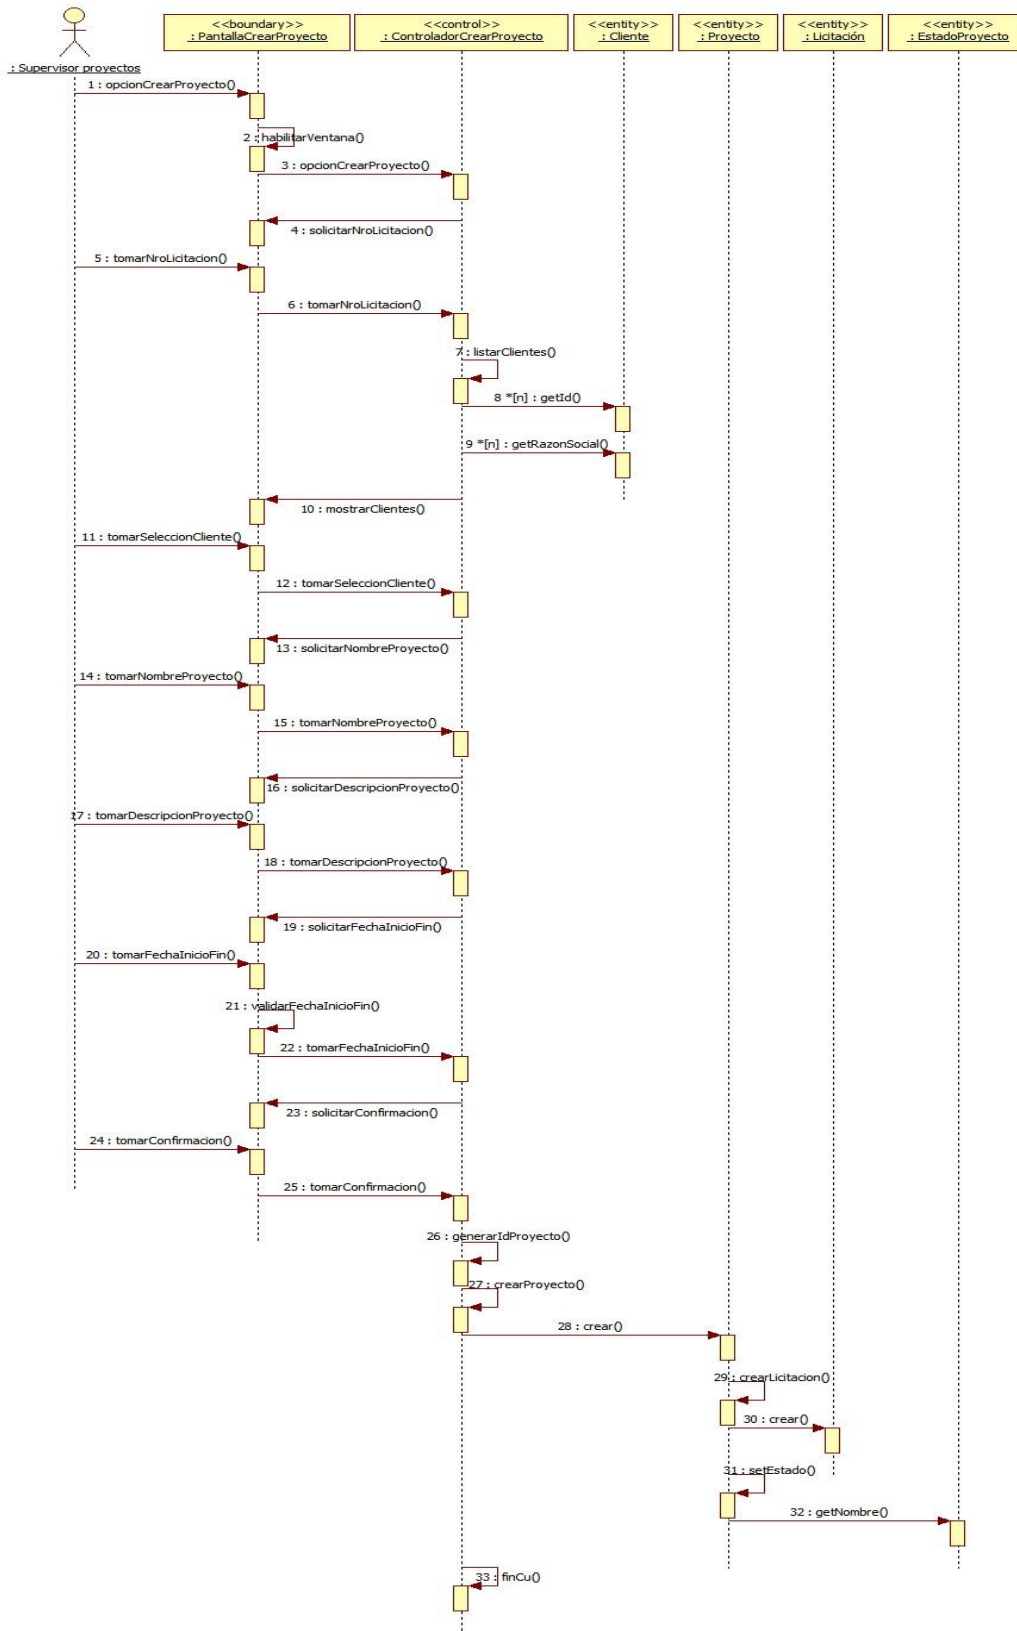 <<boundary>>
: PantallaCrearProyecto
<<control>>
: ControladorCrearProyecto
<<entity>>
: Cliente
<<entity>>
: Proyecto
<<entity>>
: Licitación
<<entity>>
: EstadoProyecto
: Supervisor proyectos
1 : opcionCrearProyecto()
2 : habilitarVentana()
3 : opcionCrearProyecto()
4 : solicitarNroLicitacion()
5 : tomarNroLicitacion()
6 : tomarNroLicitacion()
7 : listarClientes()
8 *[n] : getId()
9 *[n] : getRazonSocial()
10 : mostrarClientes()
11 : tomarSeleccionCliente()
12 : tomarSeleccionCliente()
13 : solicitarNombreProyecto()
14 : tomarNombreProyecto()
15 : tomarNombreProyecto()
16 : solicitarDescripcionProyecto()
17 : tomarDescripcionProyecto()
18 : tomarDescripcionProyecto()
19 : solicitarFechaInicioFin()
20 : tomarFechaInicioFin()
21 : validarFechaInicioFin()
22 : tomarFechaInicioFin()
23 : solicitarConfirmacion()
24 : tomarConfirmacion()
25 : tomarConfirmacion()
26 : generarIdProyecto()
27 : crearProyecto()
28 : crear()
29 : crearLicitacion()
30 : crear()
31 : setEstado()
32 : getNombre()
33 : finCu()